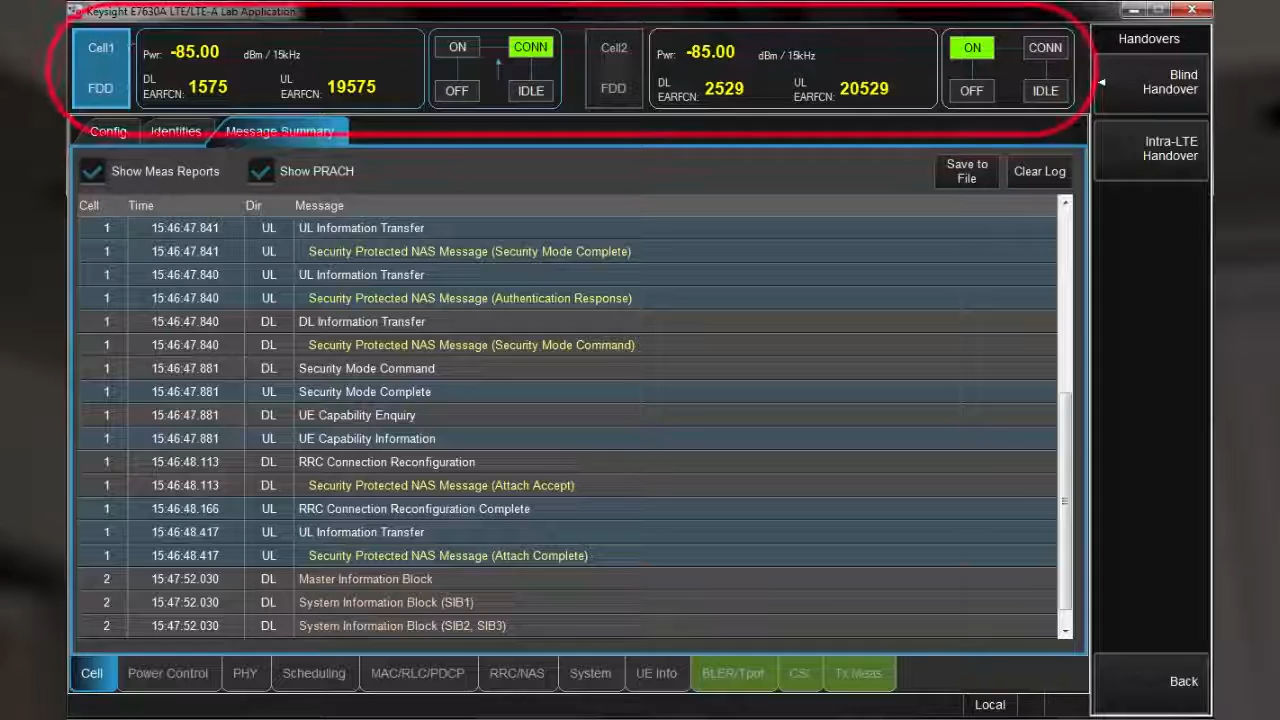 Keysight E7630A LTE/LTE-A Lab Application
Cell1 FDD
Pwr: -85.00 dBm / 15kHz
DL EARFCN: 1575 UL EARFCN: 19575
ON CONN
OFF IDLE
Cell2 FDD
Pwr: -85.00 dBm / 15kHz
DL EARFCN: 2529 UL EARFCN: 20529
ON CONN
OFF IDLE
Handovers
Blind Handover
Intra-LTE Handover
Config Identities Message Summary
Show Meas Reports Show PRACH Save to File Clear Log
Cell Time Dir Message
1 15:46:47.841 UL UL Information Transfer
1 15:46:47.841 UL Security Protected NAS Message (Security Mode Complete)
1 15:46:47.840 UL UL Information Transfer
1 15:46:47.840 UL Security Protected NAS Message (Authentication Response)
1 15:46:47.840 DL DL Information Transfer
1 15:46:47.840 DL Security Protected NAS Message (Security Mode Command)
1 15:46:47.881 DL Security Mode Command
1 15:46:47.881 UL Security Mode Complete
1 15:46:47.881 DL UE Capability Enquiry
1 15:46:47.881 UL UE Capability Information
1 15:46:48.113 DL RRC Connection Reconfiguration
1 15:46:48.113 DL Security Protected NAS Message (Attach Accept)
1 15:46:48.166 UL RRC Connection Reconfiguration Complete
1 15:46:48.417 UL UL Information Transfer
1 15:46:48.417 UL Security Protected NAS Message (Attach Complete)
2 15:47:52.030 DL Master Information Block
2 15:47:52.030 DL System Information Block (SIB1)
2 15:47:52.030 DL System Information Block (SIB2, SIB3)
Cell Power Control PHY Scheduling MAC/RLC/PDCP RRC/NAS System UE Info BLER/Tput CSI Tx Meas
Back
Local